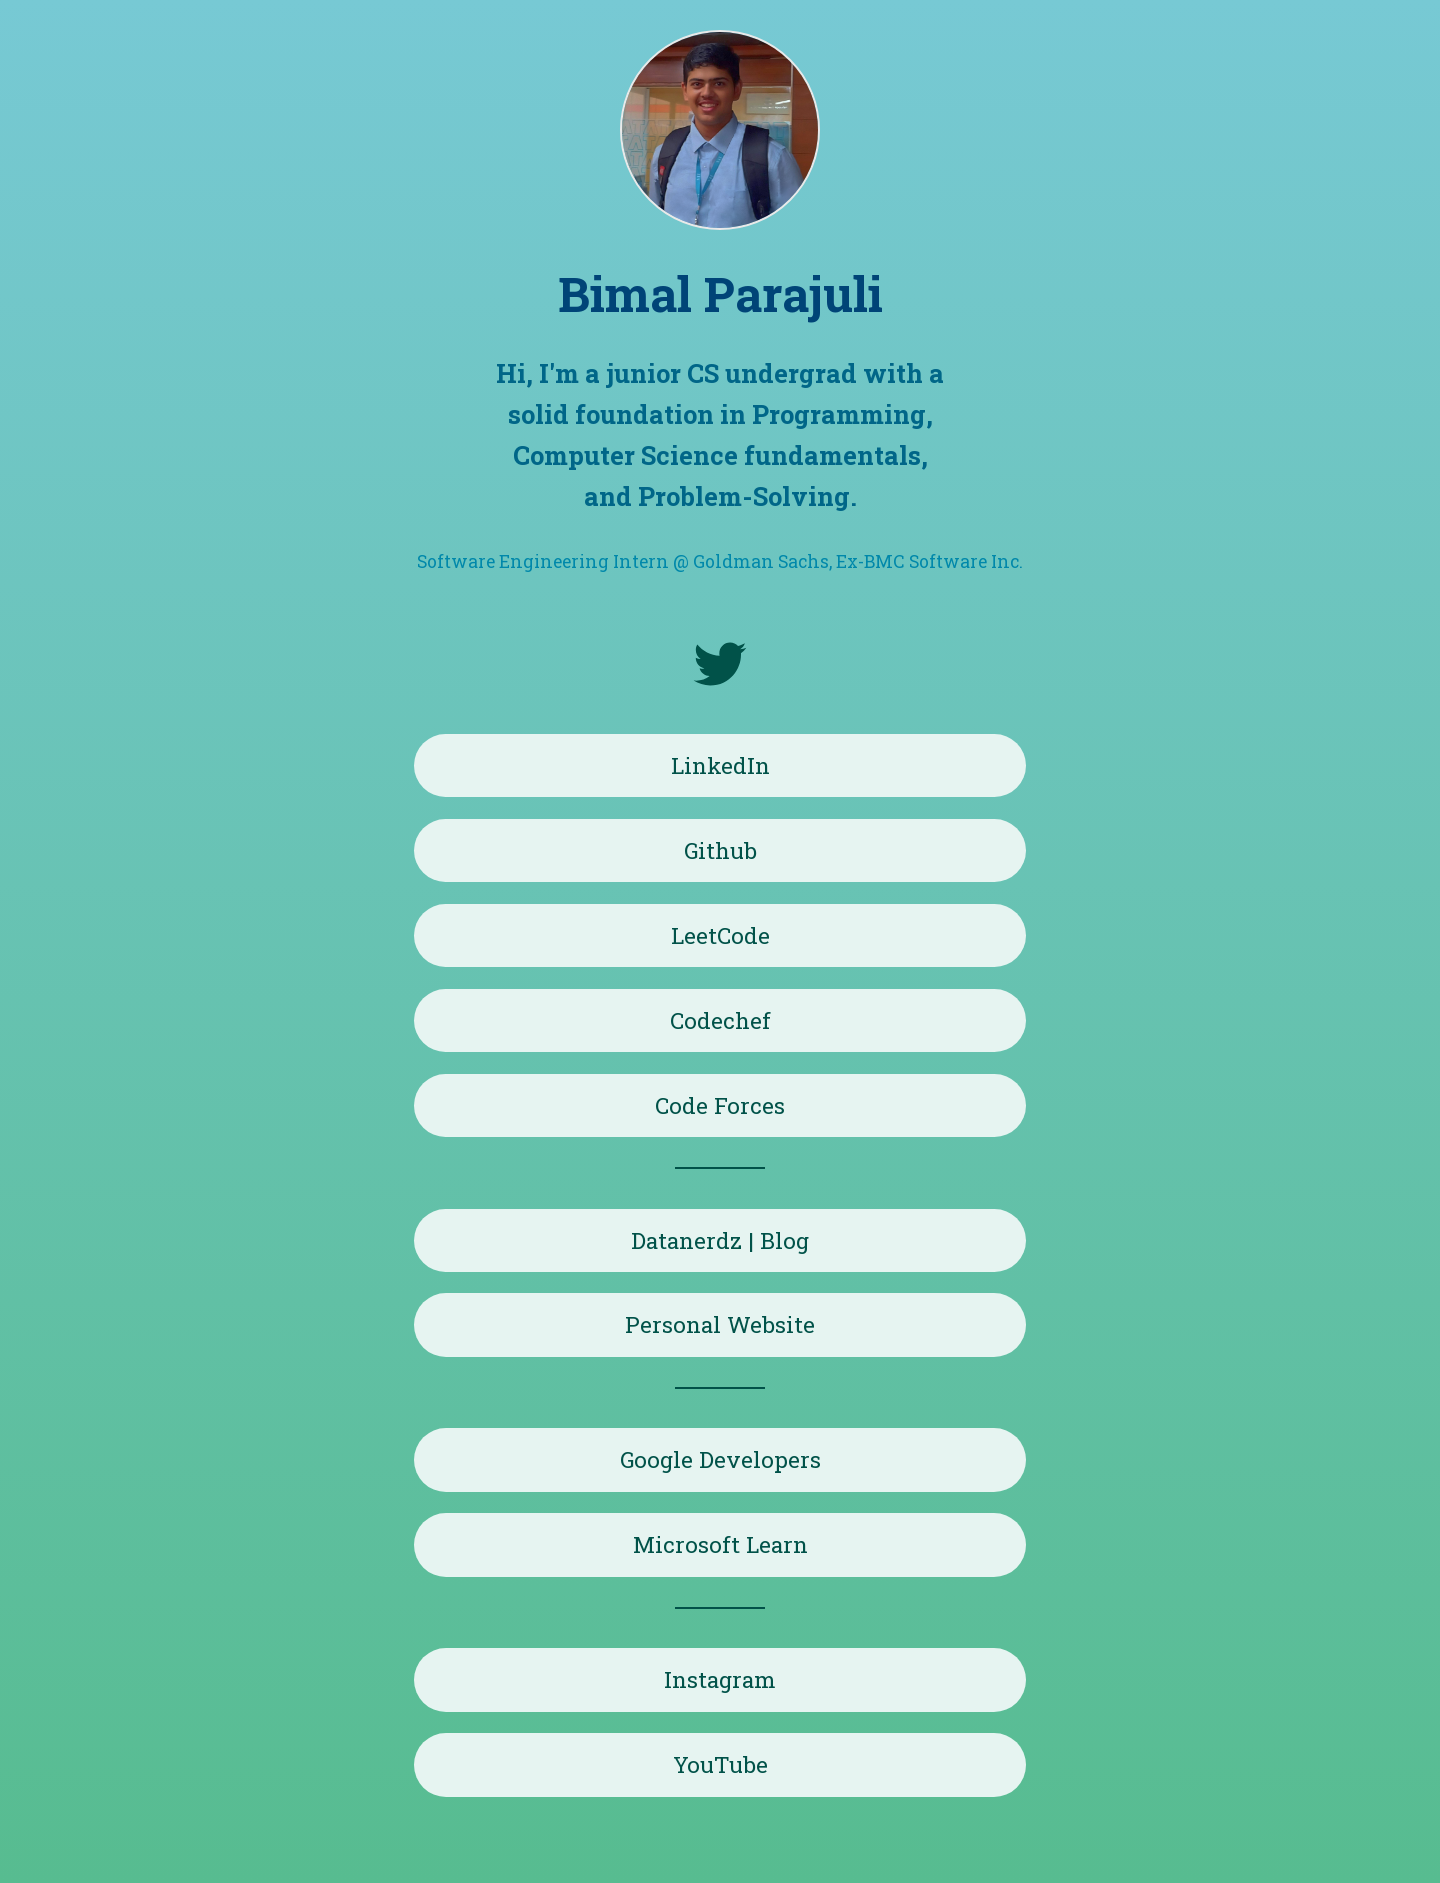 Bimal Parajuli
Hi, I'm a junior CS undergrad with a
solid foundation in Programming,
Computer Science fundamentals,
and Problem-Solving.
Software Engineering Intern @ Goldman Sachs, Ex-BMC Software Inc.
LinkedIn
Github
LeetCode
Codechef
Code Forces
Datanerdz | Blog
Personal Website
Google Developers
Microsoft Learn
Instagram
YouTube